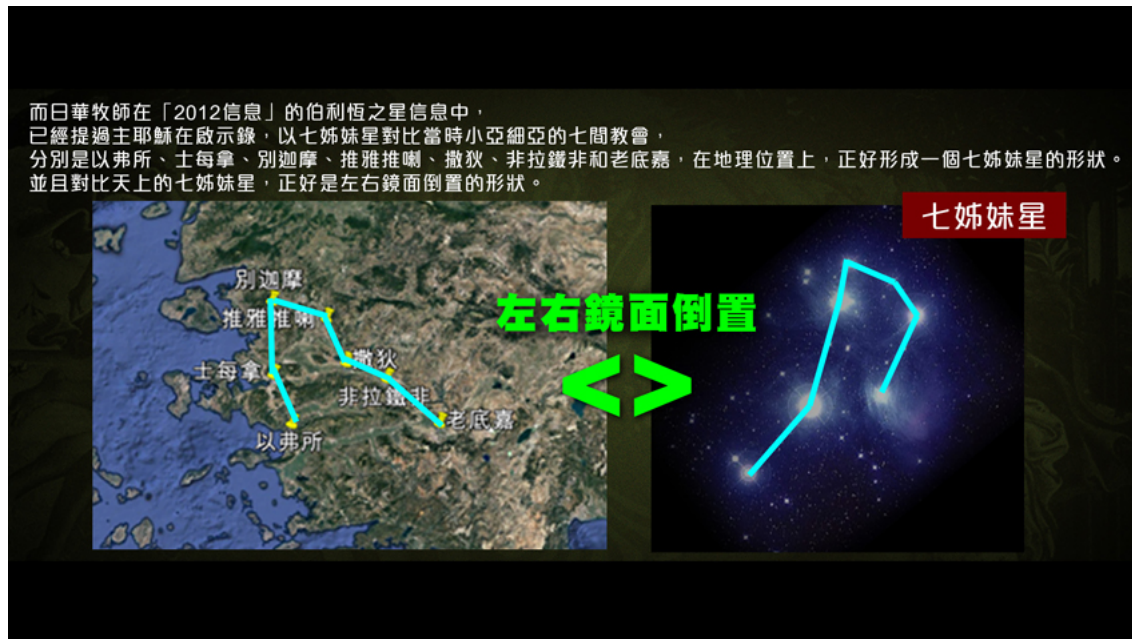 而日華牧師在「2012信息」的伯利恆之星信息中，
已經提過主耶穌在啟示錄，以七姊妹星對比當時小亞細亞的七間教會，
分別是以弗所、士每拿、別迦摩、推雅推喇、撒狄、非拉鐵非和老底嘉，在地理位置上，正好形成一個七姊妹星的形狀。
並且對比天上的七姊妹星，正好是左右鏡面倒置的形狀。
七姊妹星
別迦摩
推雅推喇
左右鏡面倒置
士每拿
撒狄
非拉鐵非
老底嘉
以弗所
<>